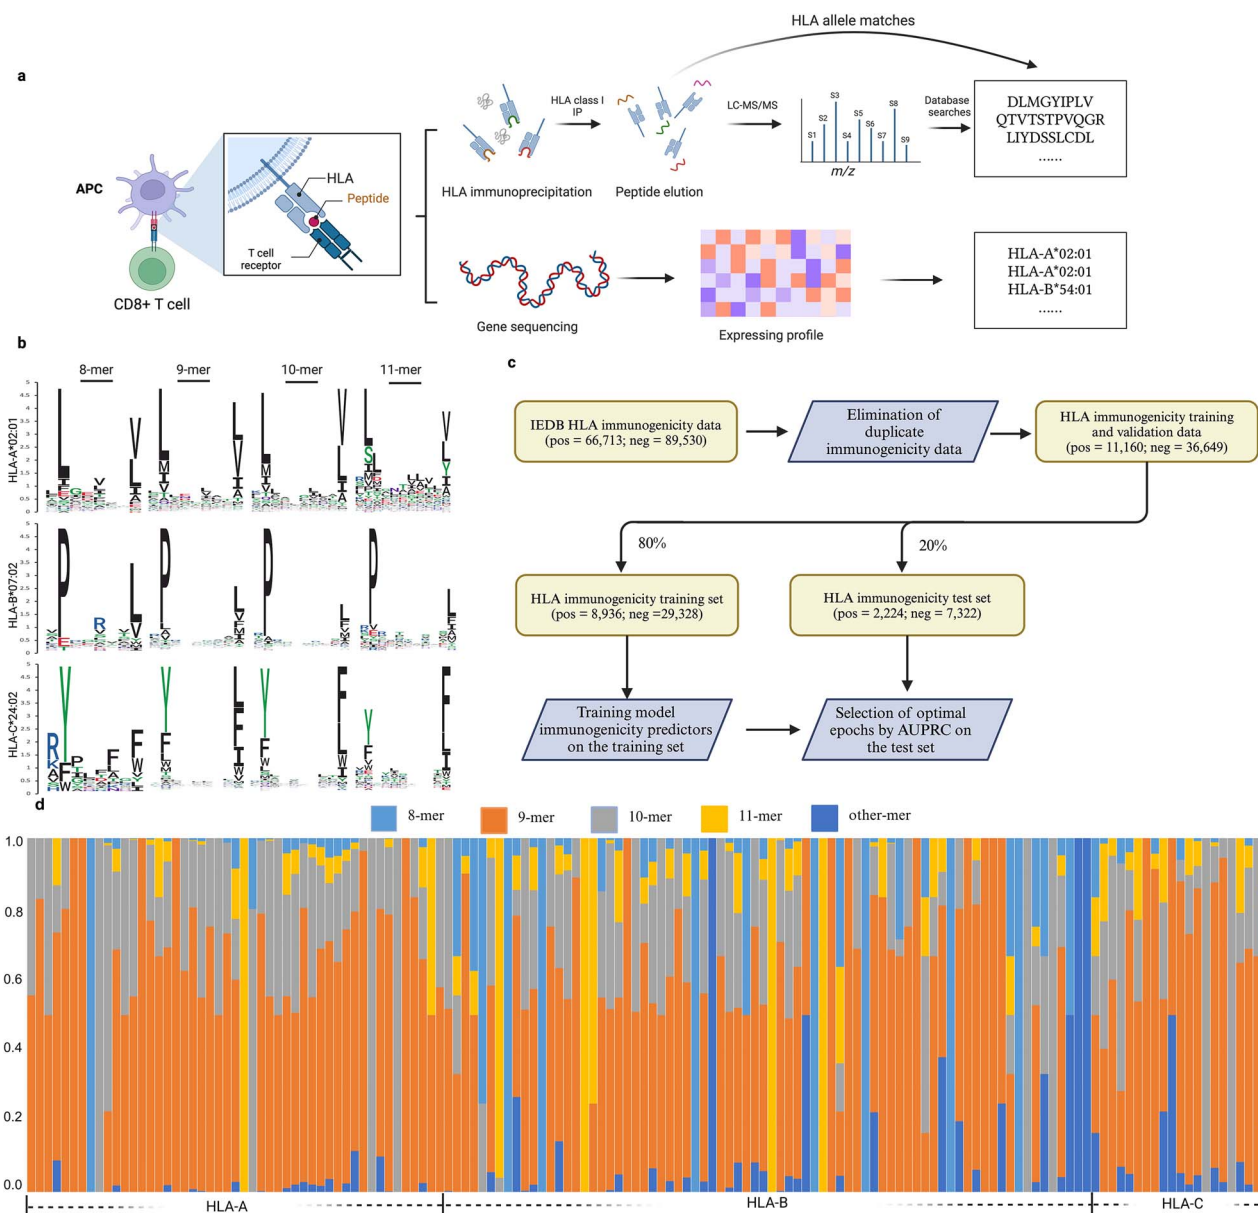 HLA allele matches
a
APC
CD8+ T cell
HLA
Peptide
T cell
receptor
HLA class I
IP
HLA immunoprecipitation
Peptide elution
LC-MS/MS
S1
S2
S3
S4
S5
S6
S7
S8
S9
m/z
Database
searches
DLMGYIPLV
QTVTSTPVQGR
LIYDSSLCDL
......
Gene sequencing
Expressing profile
HLA-A*02:01
HLA-A*02:01
HLA-B*54:01
......
b
8-mer
9-mer
10-mer
11-mer
HLA-A*02:01
HLA-B*07:02
HLA-C*24:02
c
IEDB HLA immunogenicity data
(pos = 66,713; neg = 89,530)
Elimination of
duplicate
immunogenicity data
HLA immunogenicity training
and validation data
(pos = 11,160; neg = 36,649)
80%
20%
HLA immunogenicity training set
(pos = 8,936; neg =29,328)
HLA immunogenicity test set
(pos = 2,224; neg = 7,322)
Training model
immunogenicity predictors
on the training set
Selection of optimal
epochs by AUPRC on
the test set
d
8-mer
9-mer
10-mer
11-mer
other-mer
1.0
0.8
0.6
0.4
0.2
0.0
HLA-A
HLA-B
HLA-C